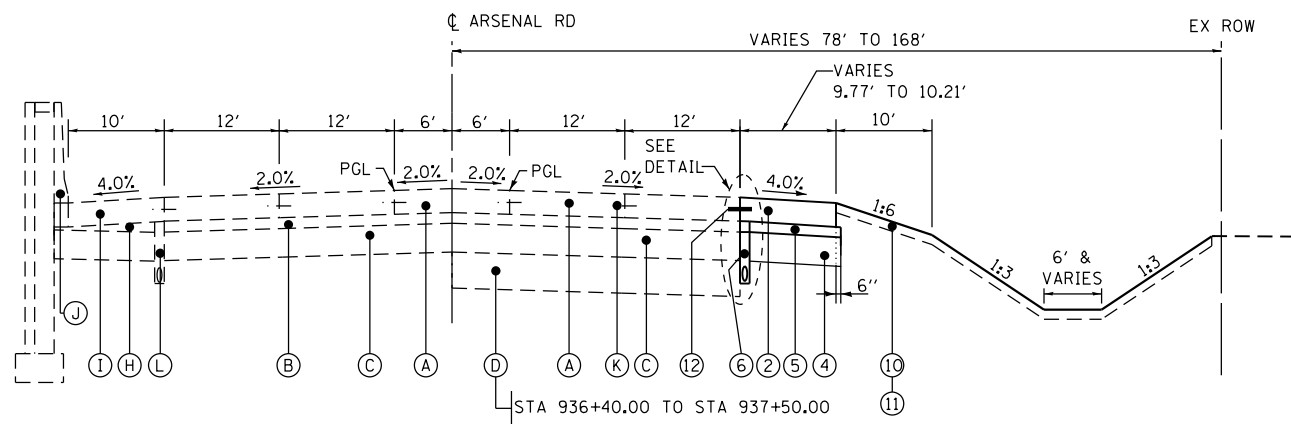 ℄ ARSENAL RD
EX ROW
VARIES 78' TO 168'
VARIES
9.77' TO 10.21'
10'
12'
12'
6'
6'
12'
12'
10'
SEE
DETAIL
PGL
PGL
4.0%
2.0%
2.0%
2.0%
2.0%
4.0%
1:6
1:3
6' &
VARIES
1:3
6''
J
I
H
L
B
C
A
D
A
K
C
12
6
2
5
4
10
11
STA 936+40.00 TO STA 937+50.00